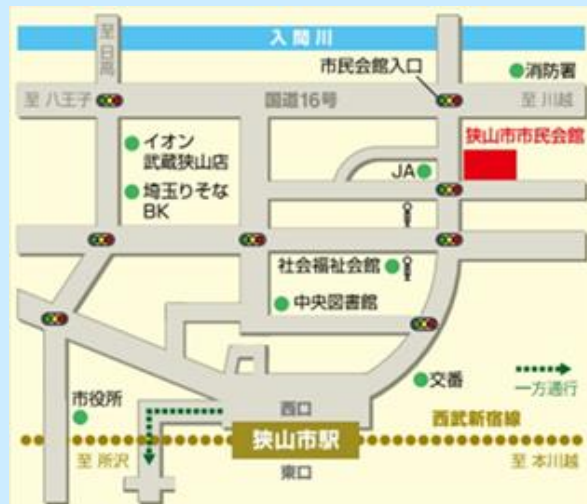 至 日高
入間川
市民会館入口
消防署
至 八王子
国道16号
至 川越
イオン
武蔵狭山店
狭山市市民会館
JA
埼玉りそな
BK
社会福祉会館
中央図書館
交番
一方通行
市役所
西口
西武新宿線
狭山市駅
至 所沢
東口
至 本川越